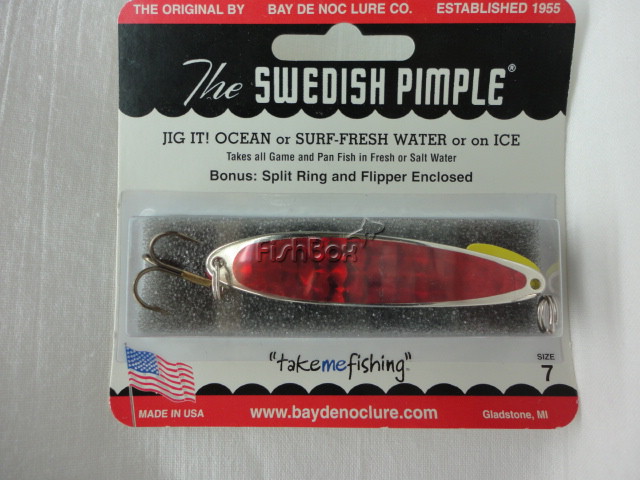 THE ORIGINAL BY BAY DE NOC LURE CO. ESTABLISHED 1955
The SWEDISH PIMPLE®
JIG IT! OCEAN or SURF-FRESH WATER or on ICE
Takes all Game and Pan Fish in Fresh or Salt Water
Bonus: Split Ring and Flipper Enclosed
FishBox
"takemefishing"
SIZE
7
MADE IN USA www.baydenoclure.com Gladstone, MI